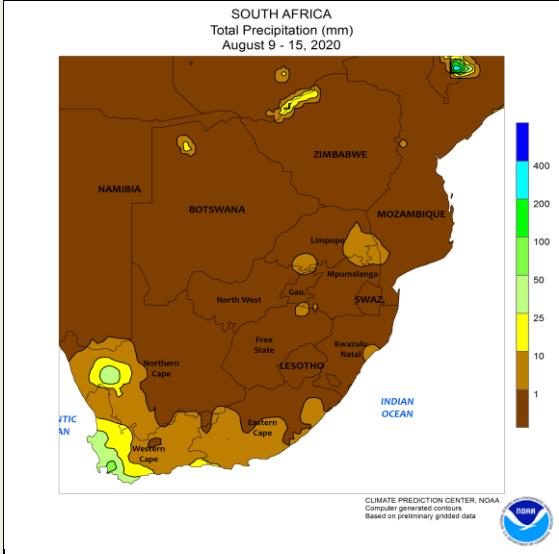 SOUTH AFRICA
Total Precipitation (mm)
August 9 - 15, 2020
ZIMBABWE
NAMIBIA
BOTSWANA
MOZAMBIQUE
Limpopo
Mpumalanga
Gau.
North West
SWAZ.
Free
State
Kwazulu
Natal
LESOTHO
Northern
Cape
Eastern
Cape
Western
Cape
INDIAN
OCEAN
NTIC
AN
400
200
100
50
25
10
1
CLIMATE PREDICTION CENTER, NOAA
Computer generated contours
Based on preliminary gridded data
NOAA